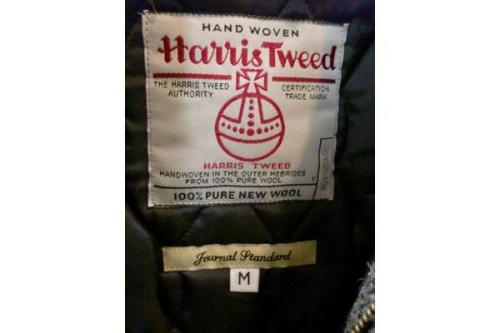 HAND WOVEN
Harris Tweed
THE HARRIS TWEED AUTHORITY
CERTIFICATION TRADE MARK
HARRIS TWEED
HANDWOVEN IN THE OUTER HEBRIDES
FROM 100% PURE WOOL
100% PURE NEW WOOL
Journal Standard
M